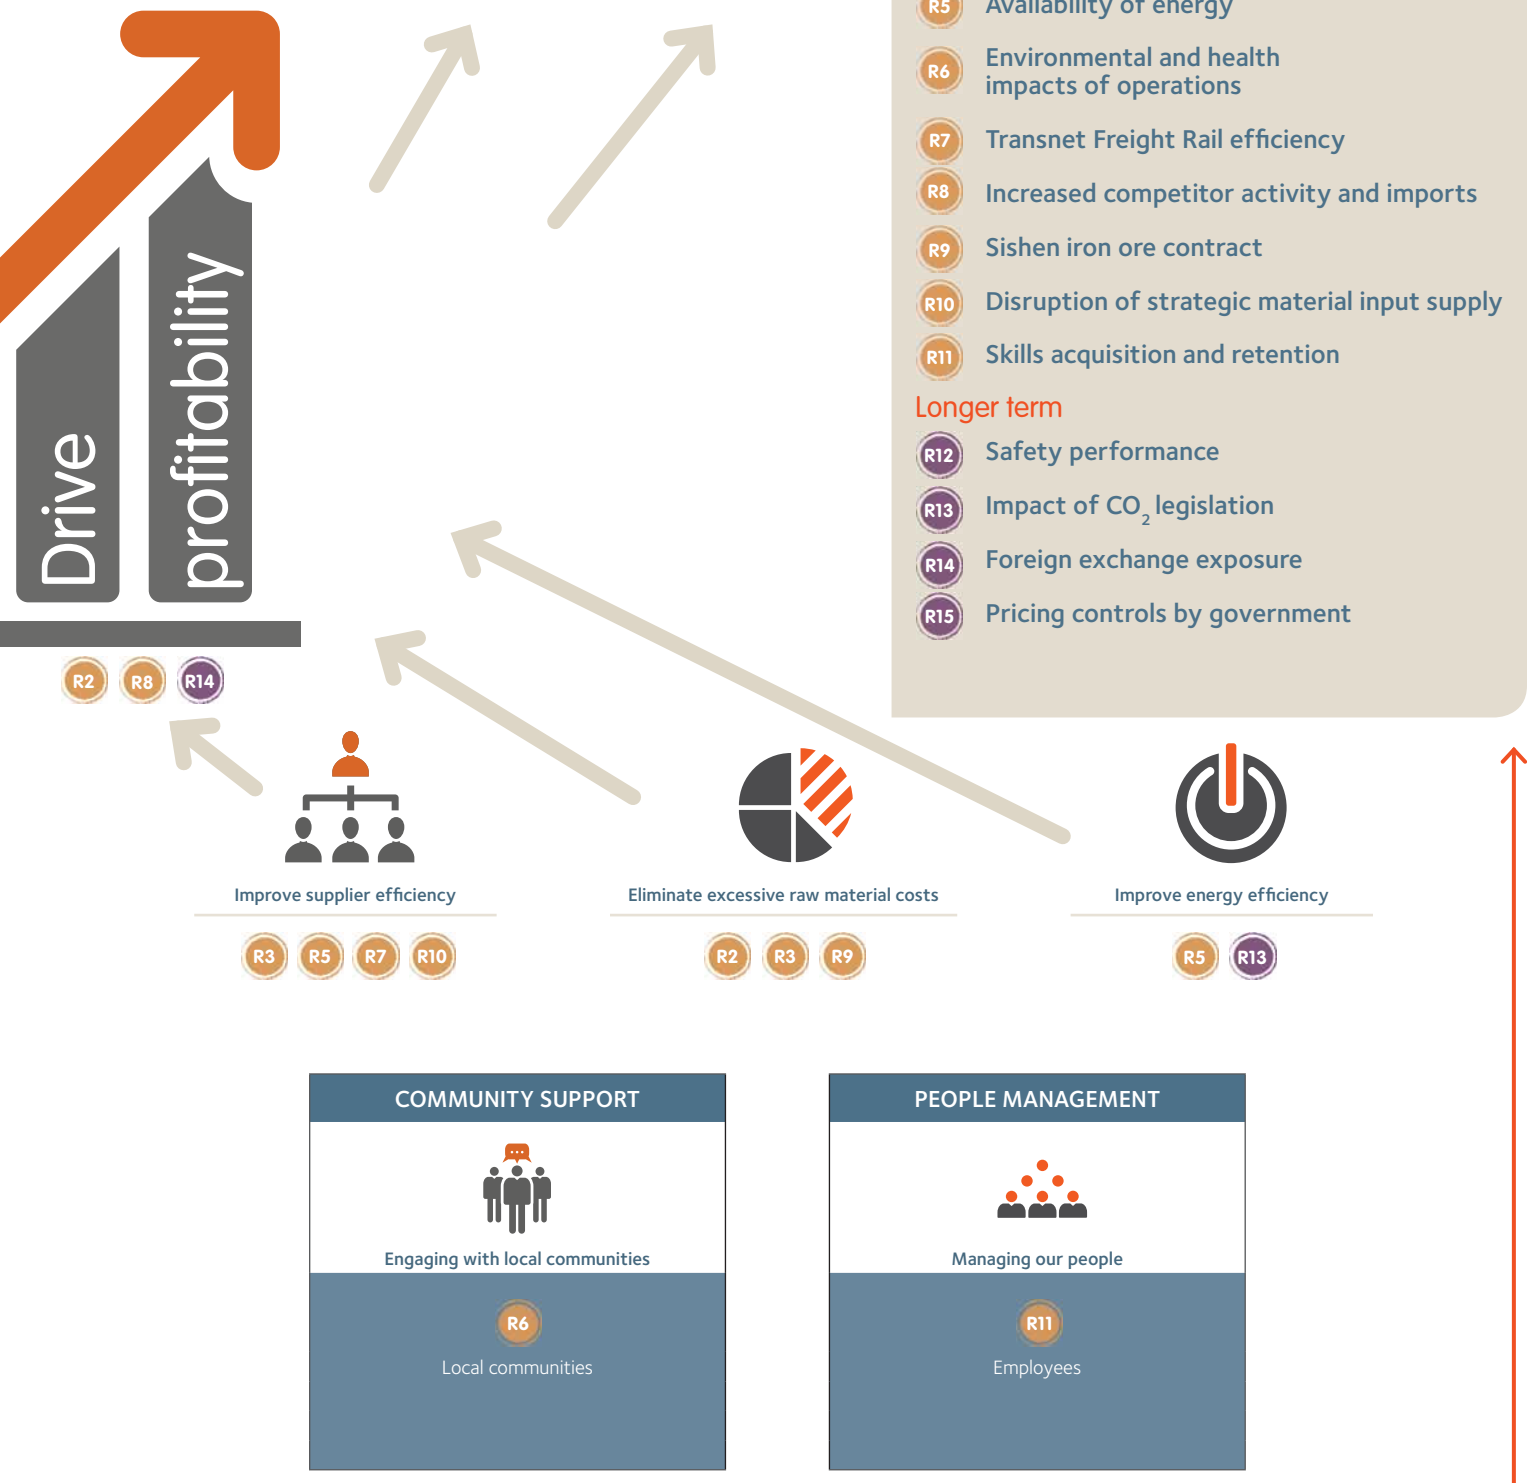 R5 Availability of energy
R6 Environmental and health
impacts of operations
R7 Transnet Freight Rail efficiency
R8 Increased competitor activity and imports
R9 Sishen iron ore contract
R10 Disruption of strategic material input supply
R11 Skills acquisition and retention
Longer term
R12 Safety performance
R13 Impact of CO2 legislation
R14 Foreign exchange exposure
R15 Pricing controls by government
Drive
profitability
R2 R8 R14
Improve supplier efficiency
R3 R5 R7 R10
Eliminate excessive raw material costs
R2 R3 R9
Improve energy efficiency
R5 R13
COMMUNITY SUPPORT
Engaging with local communities
R6
Local communities
PEOPLE MANAGEMENT
Managing our people
R11
Employees